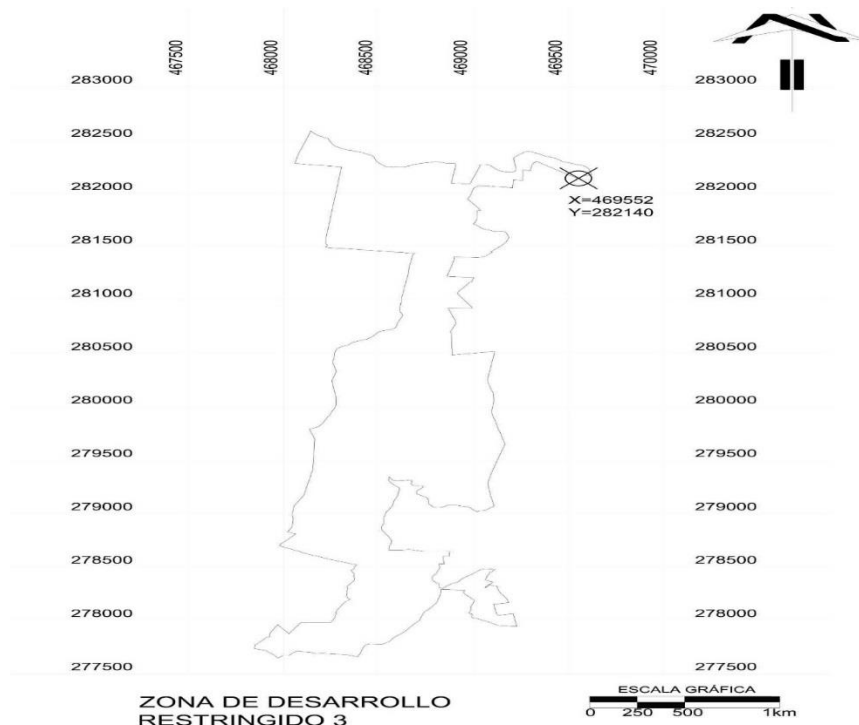 467500 468000 468500 469000 469500 470000
283000 283000
282500 282500
282000 282000
X=469552
Y=282140
281500 281500
281000 281000
280500 280500
280000 280000
279500 279500
279000 279000
278500 278500
278000 278000
277500 277500
ZONA DE DESARROLLO
RESTRINGIDO 3
ESCALA GRÁFICA
0 250 500 1km